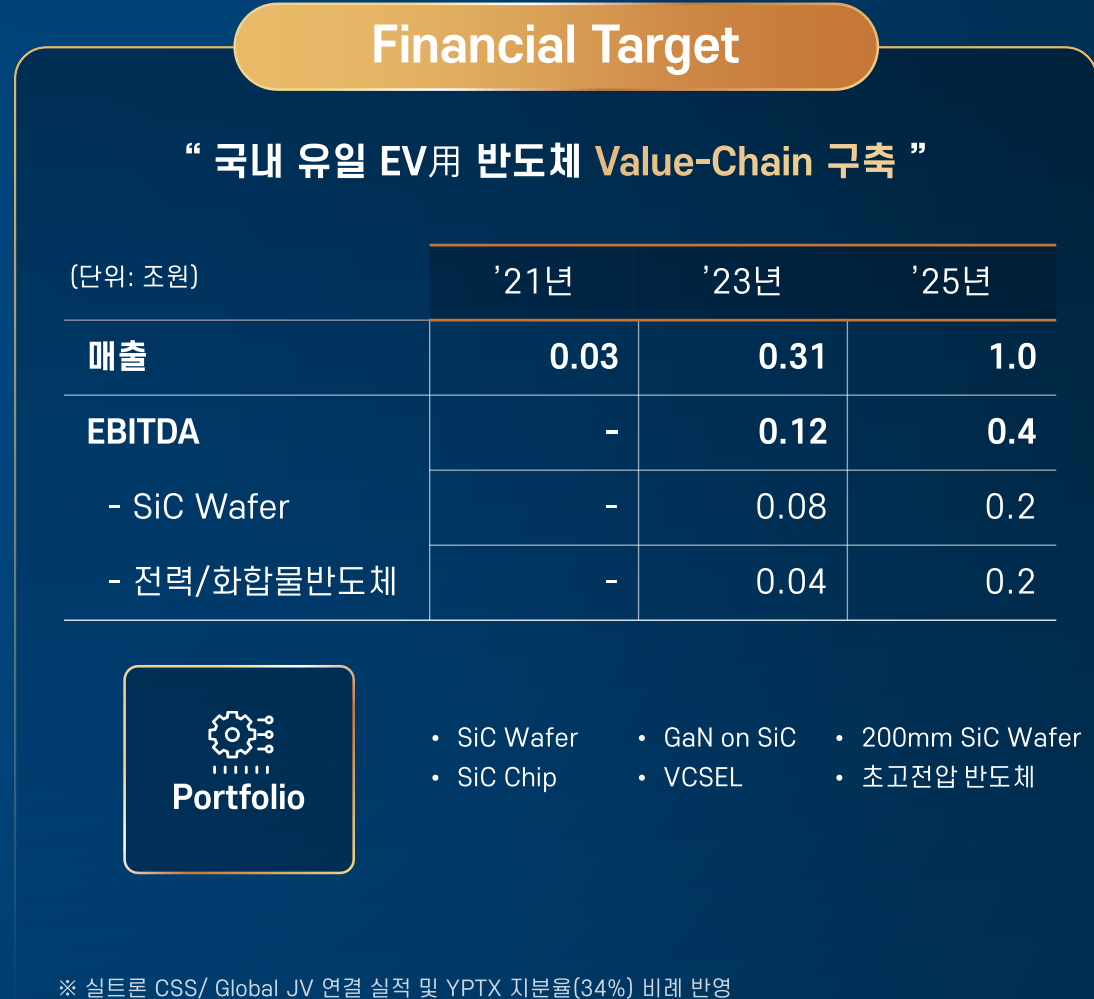 Financial Target
“ 국내 유일 EV用 반도체 Value-Chain 구축 ”
(단위: 조원) ’21년 ’23년 ’25년
매출 0.03 0.31 1.0
EBITDA - 0.12 0.4
- SiC Wafer - 0.08 0.2
- 전력/화합물반도체 - 0.04 0.2
Portfolio
• SiC Wafer • GaN on SiC • 200mm SiC Wafer
• SiC Chip • VCSEL • 초고전압 반도체
※ 실트론 CSS/ Global JV 연결 실적 및 YPTX 지분율(34%) 비례 반영